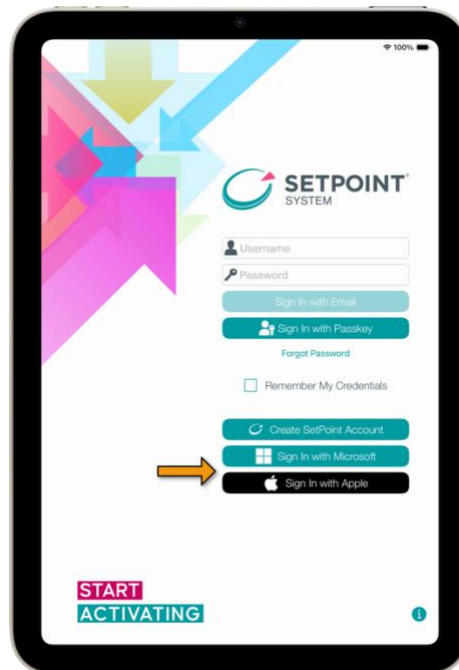 100%
SETPOINT®
SYSTEM
Username
Password
Sign In with Email
Sign In with Passkey
Forgot Password
Remember My Credentials
Create SetPoint Account
Sign In with Microsoft
Sign In with Apple
START
ACTIVATING
i